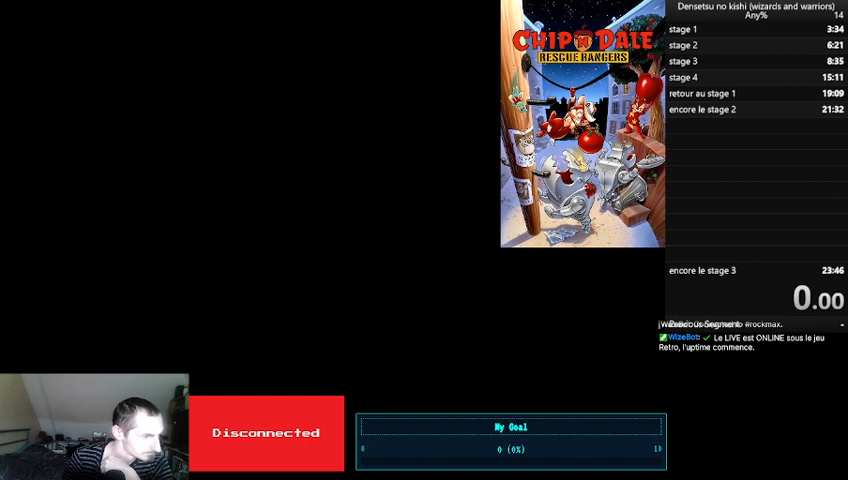 CHIP N DALE
RESCUE RANGERS
Densetsu no kishi (wizards and warriors)
Any%
14
stage 1 3:34
stage 2 6:21
stage 3 8:35
stage 4 15:11
retour au stage 1 19:09
encore le stage 2 21:32
encore le stage 3 23:46
0.00
Segment -
#rockmax.
WizeBot: ✓ Le LIVE est ONLINE sous le jeu
Retro, l'uptime commence.
Disconnected
My Goal
0 0 (0%) 10